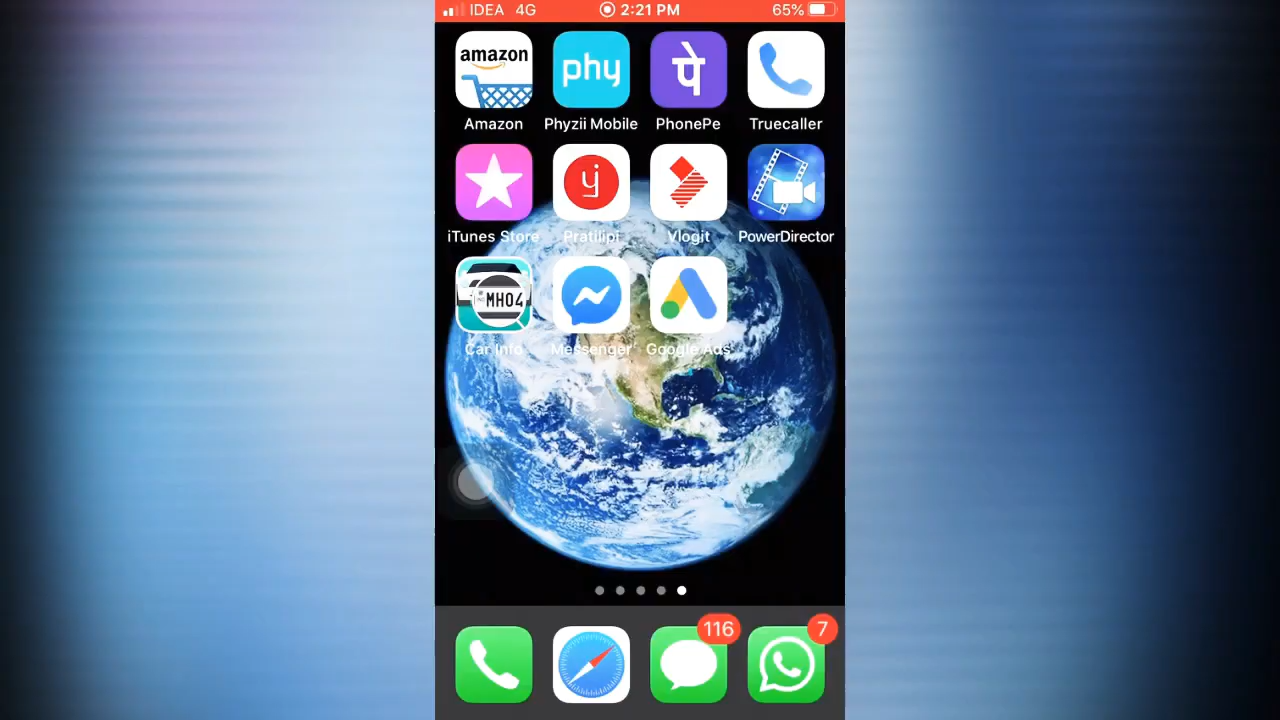 IDEA 4G 2:21 PM 65%
amazon phy पे
Amazon Phyzii Mobile PhonePe Truecaller
yj
iTunes Store Pratilipi Vlogit PowerDirector
MH04
Car Info Messenger Google Ads
116 7